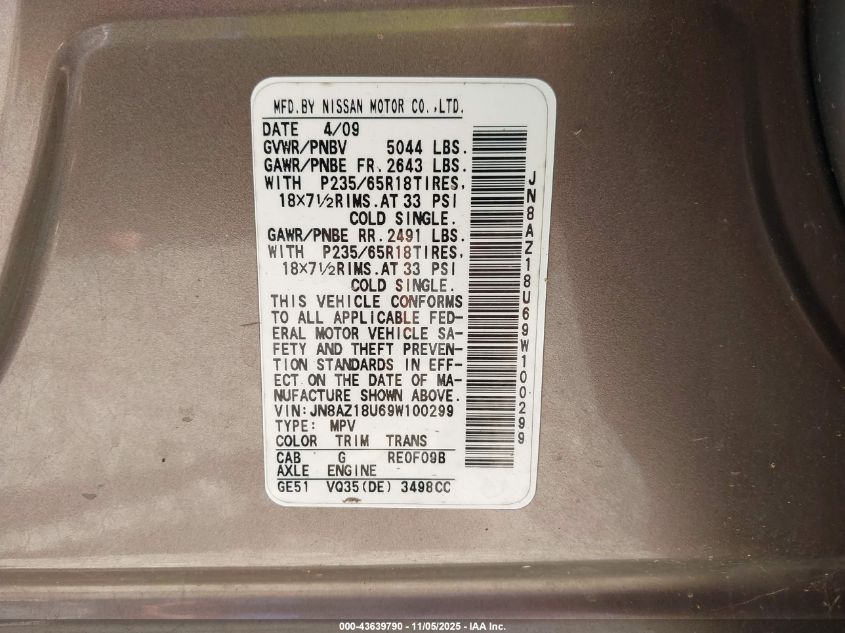 MFD.BY NISSAN MOTOR CO.,LTD.
DATE 4/09
GVWR/PNBV 5044 LBS.
GAWR/PNBE FR.2643 LBS.
WITH P235/65R18TIRES,
18×7½RIMS.AT 33 PSI
COLD SINGLE.
GAWR/PNBE RR.2491 LBS.
WITH P235/65R18TIRES,
18×7½RIMS.AT 33 PSI
COLD SINGLE.
THIS VEHICLE CONFORMS
TO ALL APPLICABLE FED-
ERAL MOTOR VEHICLE SA-
FETY AND THEFT PREVEN-
TION STANDARDS IN EFF-
ECT ON THE DATE OF MA-
NUFACTURE SHOWN ABOVE.
VIN:JN8AZ18U69W100299
TYPE: MPV
COLOR TRIM TRANS
CAB G RE0F09B
AXLE ENGINE
GE51 VQ35(DE) 3498CC
JN8AZ18U69W100299
000-43639790 - 11/05/2025 - IAA Inc.